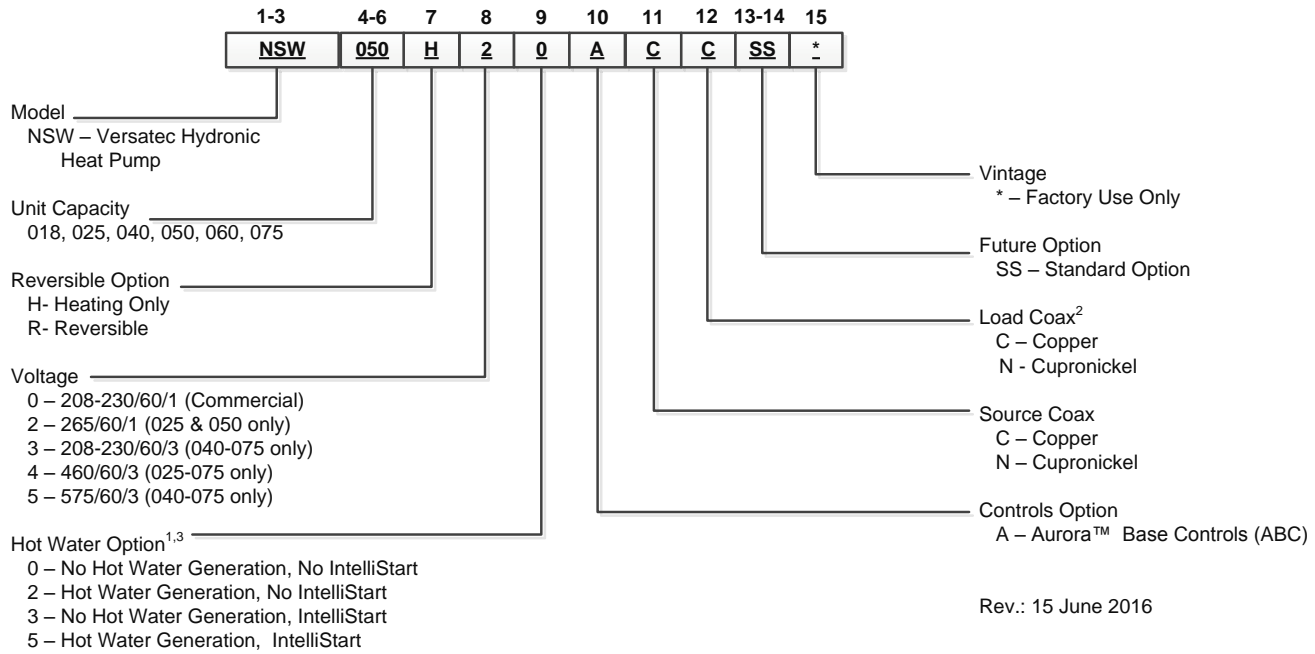 1-3 4-6 7 8 9 10 11 12 13-14 15
NSW 050 H 2 0 A C C SS *
Model
NSW – Versatec Hydronic
Heat Pump
Unit Capacity
018, 025, 040, 050, 060, 075
Reversible Option
H- Heating Only
R- Reversible
Voltage
0 – 208-230/60/1 (Commercial)
2 – 265/60/1 (025 & 050 only)
3 – 208-230/60/3 (040-075 only)
4 – 460/60/3 (025-075 only)
5 – 575/60/3 (040-075 only)
Hot Water Option1,3
0 – No Hot Water Generation, No IntelliStart
2 – Hot Water Generation, No IntelliStart
3 – No Hot Water Generation, IntelliStart
5 – Hot Water Generation, IntelliStart
Vintage
* – Factory Use Only
Future Option
SS – Standard Option
Load Coax2
C – Copper
N - Cupronickel
Source Coax
C – Copper
N – Cupronickel
Controls Option
A – Aurora™ Base Controls (ABC)
Rev.: 15 June 2016